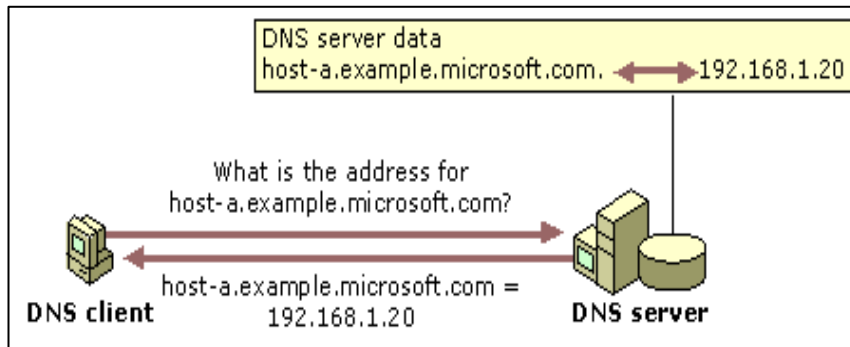 DNS server data
host-a.example.microsoft.com. 192.168.1.20
What is the address for
host-a.example.microsoft.com?
host-a.example.microsoft.com =
192.168.1.20
DNS client
DNS server